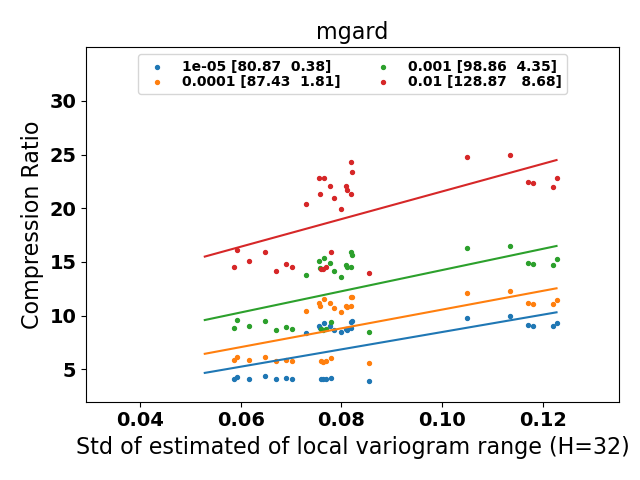 mgard
1e-05 [80.87  0.38]
0.0001 [87.43  1.81]
0.001 [98.86  4.35]
0.01 [128.87   8.68]
Compression Ratio
30
25
20
15
10
5
0.04 0.06 0.08 0.10 0.12
Std of estimated of local variogram range (H=32)